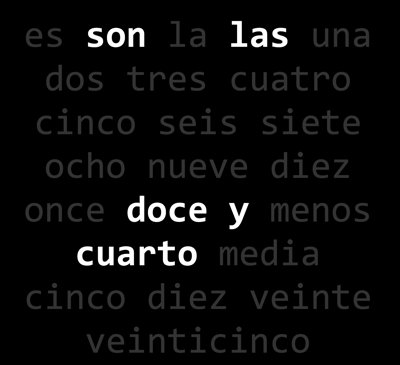 es son la las una
dos tres cuatro
cinco seis siete
ocho nueve diez
once doce y menos
cuarto media
cinco diez veinte
veinticinco